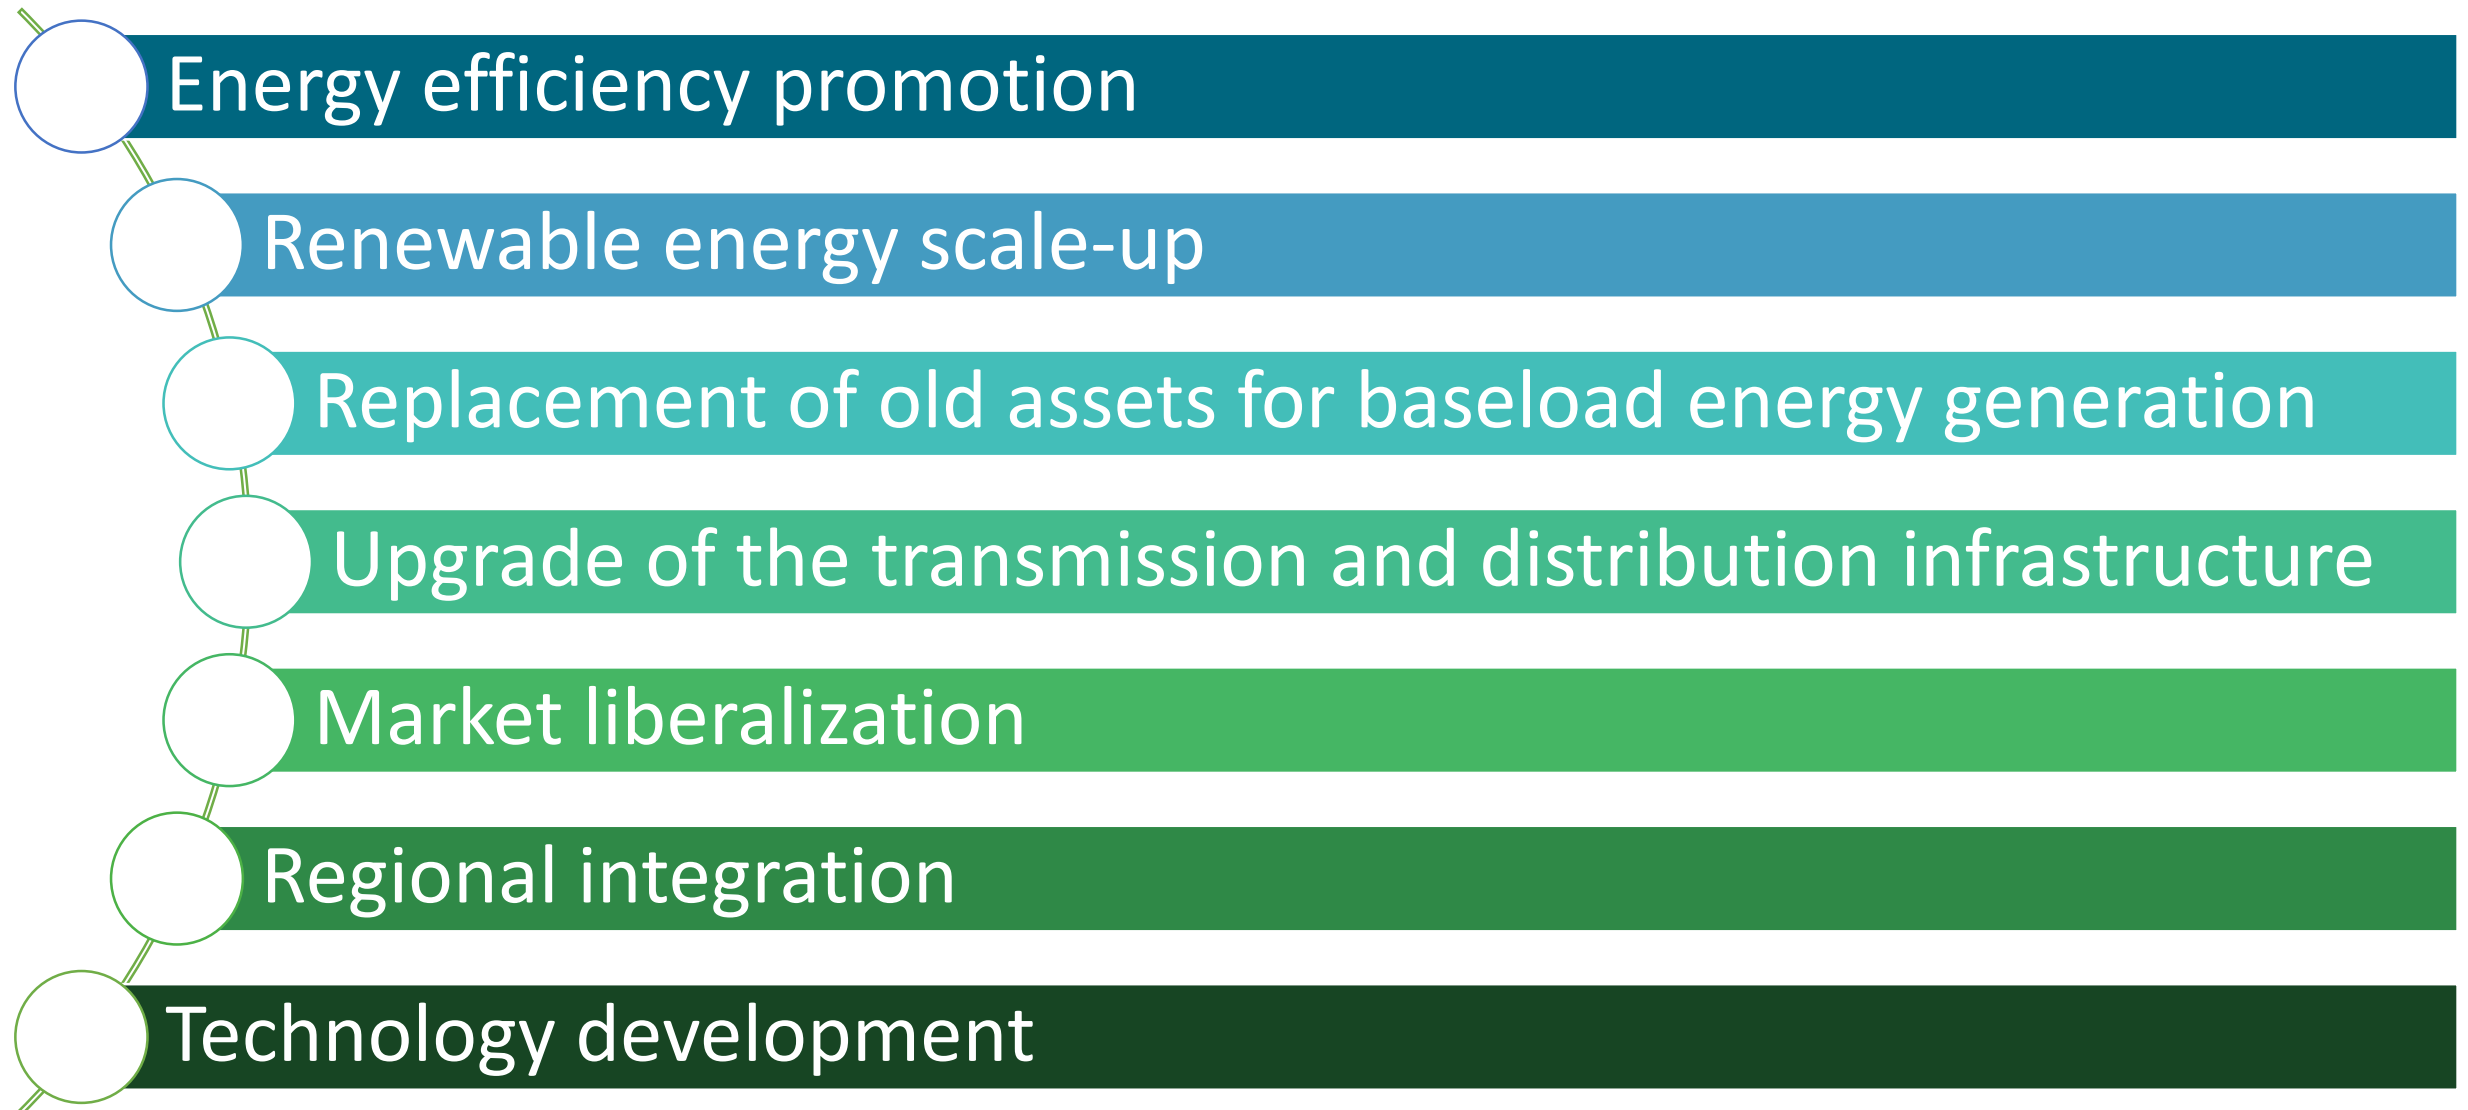 Energy efficiency promotion
Renewable energy scale-up
Replacement of old assets for baseload energy generation
Upgrade of the transmission and distribution infrastructure
Market liberalization
Regional integration
Technology development